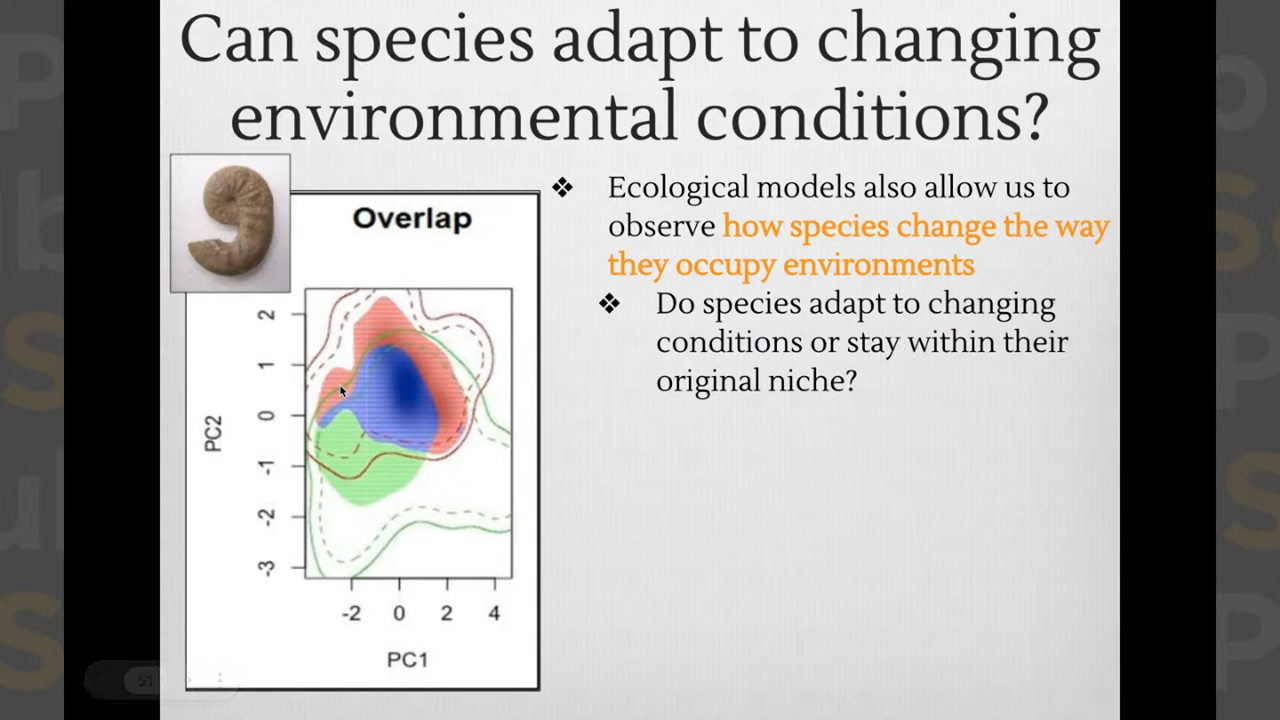 Can species adapt to changing
environmental conditions?
Overlap
2
1
0
-1
-2
-3
PC2
-2 0 2 4
PC1
❖ Ecological models also allow us to
observe how species change the way
they occupy environments
❖ Do species adapt to changing
conditions or stay within their
original niche?
51